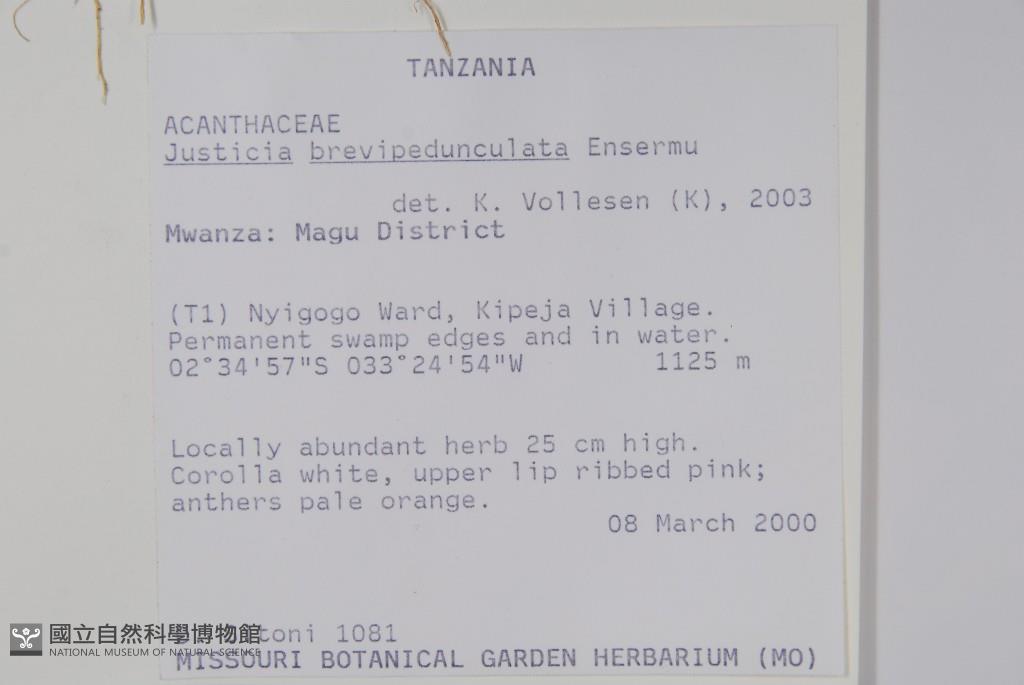 TANZANIA
ACANTHACEAE
Justicia brevipedunculata Ensermu
det. K. Vollesen (K), 2003
Mwanza: Magu District
(T1) Nyigogo Ward, Kipeja Village.
Permanent swamp edges and in water.
02°34'57"S 033°24'54"W 1125 m
Locally abundant herb 25 cm high.
Corolla white, upper lip ribbed pink;
anthers pale orange.
08 March 2000
1081
MISSOURI BOTANICAL GARDEN HERBARIUM (MO)
國立自然科學博物館
NATIONAL MUSEUM OF NATURAL SCIENCE